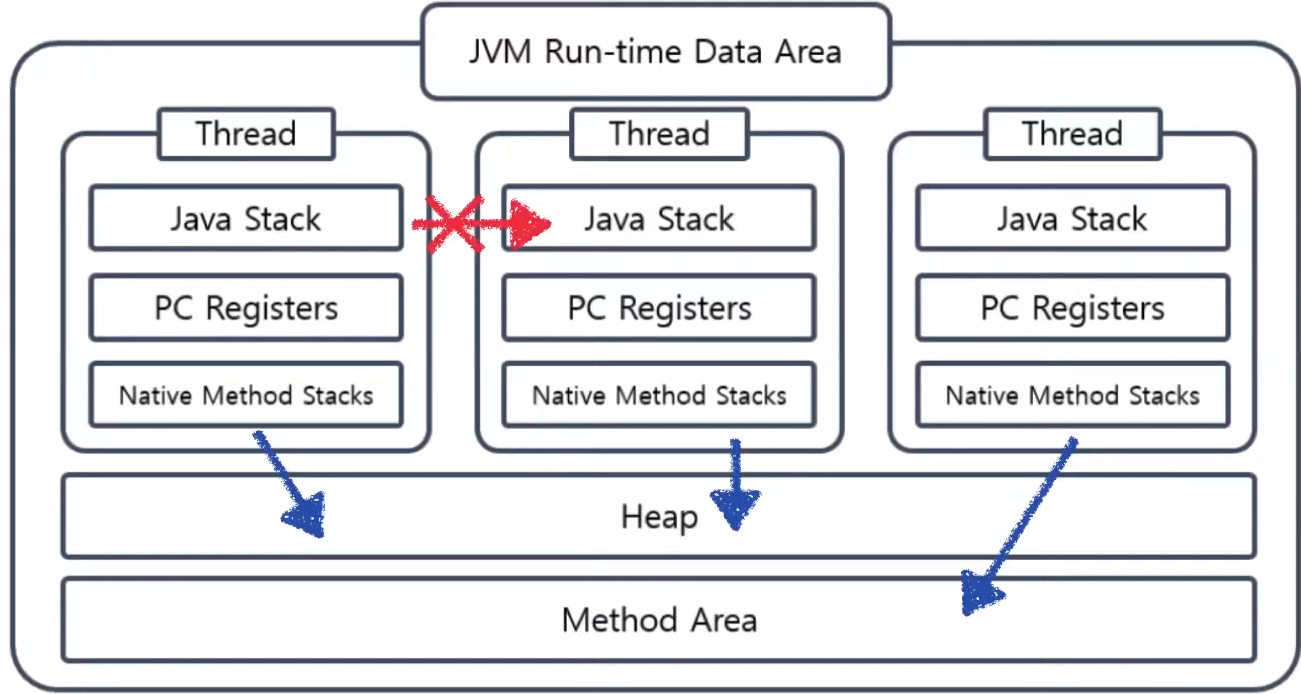 JVM Run-time Data Area
Thread
Java Stack
PC Registers
Native Method Stacks
Thread
Java Stack
PC Registers
Native Method Stacks
Thread
Java Stack
PC Registers
Native Method Stacks
Heap
Method Area